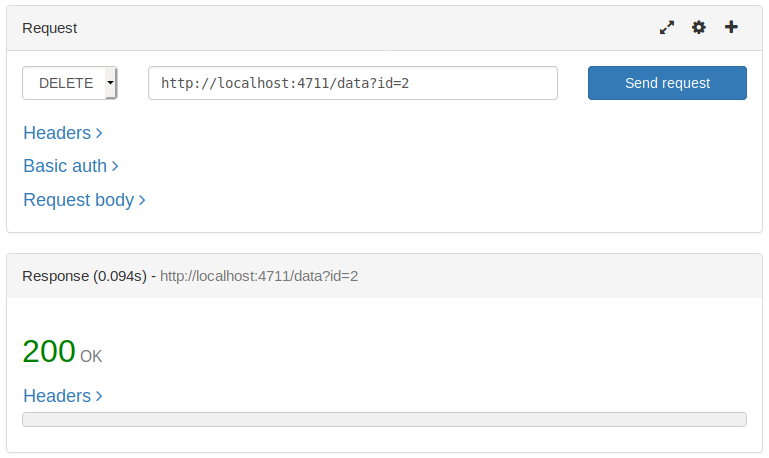 Request
DELETE http://localhost:4711/data?id=2 Send request
Headers
Basic auth
Request body
Response (0.094s) - http://localhost:4711/data?id=2
200 OK
Headers